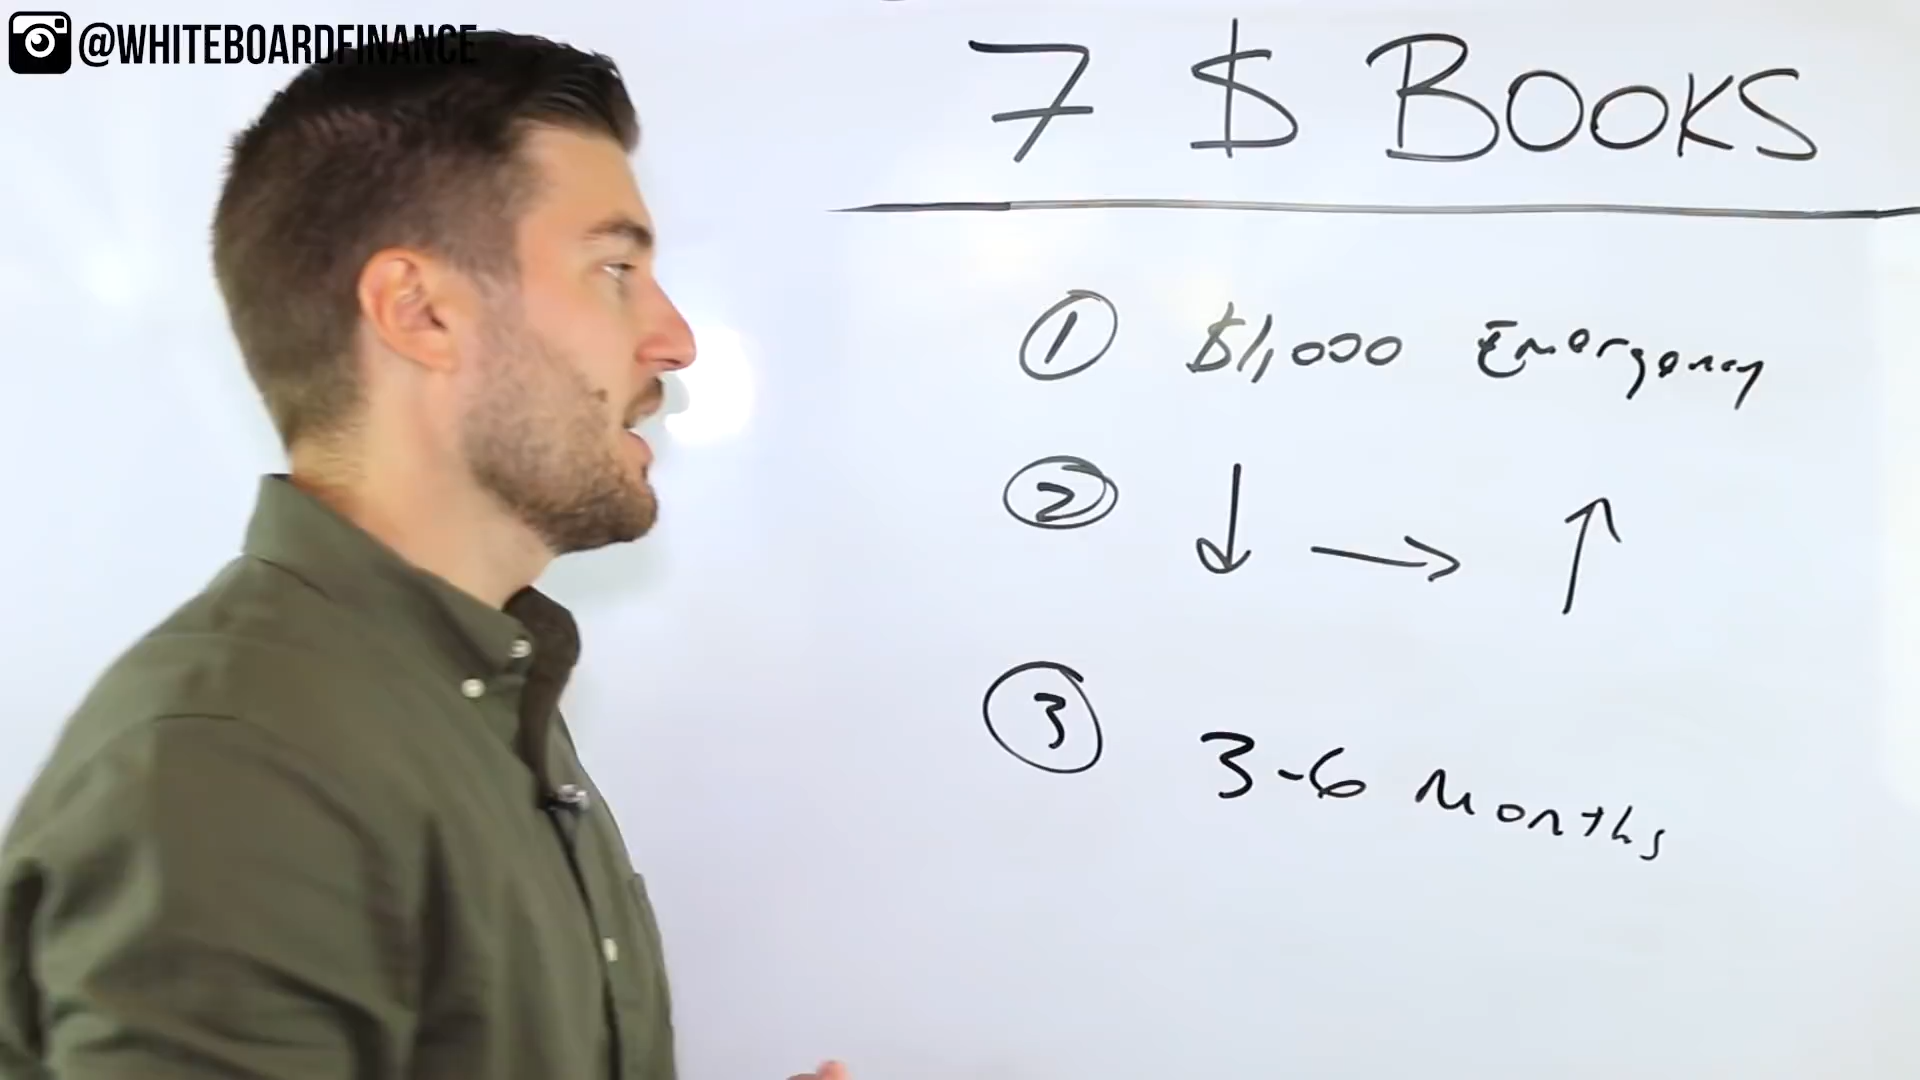 @WHITEBOARDFINANCE
7 $ BOOKS
1 $1,000 Emergency
2
3 3-6 Months